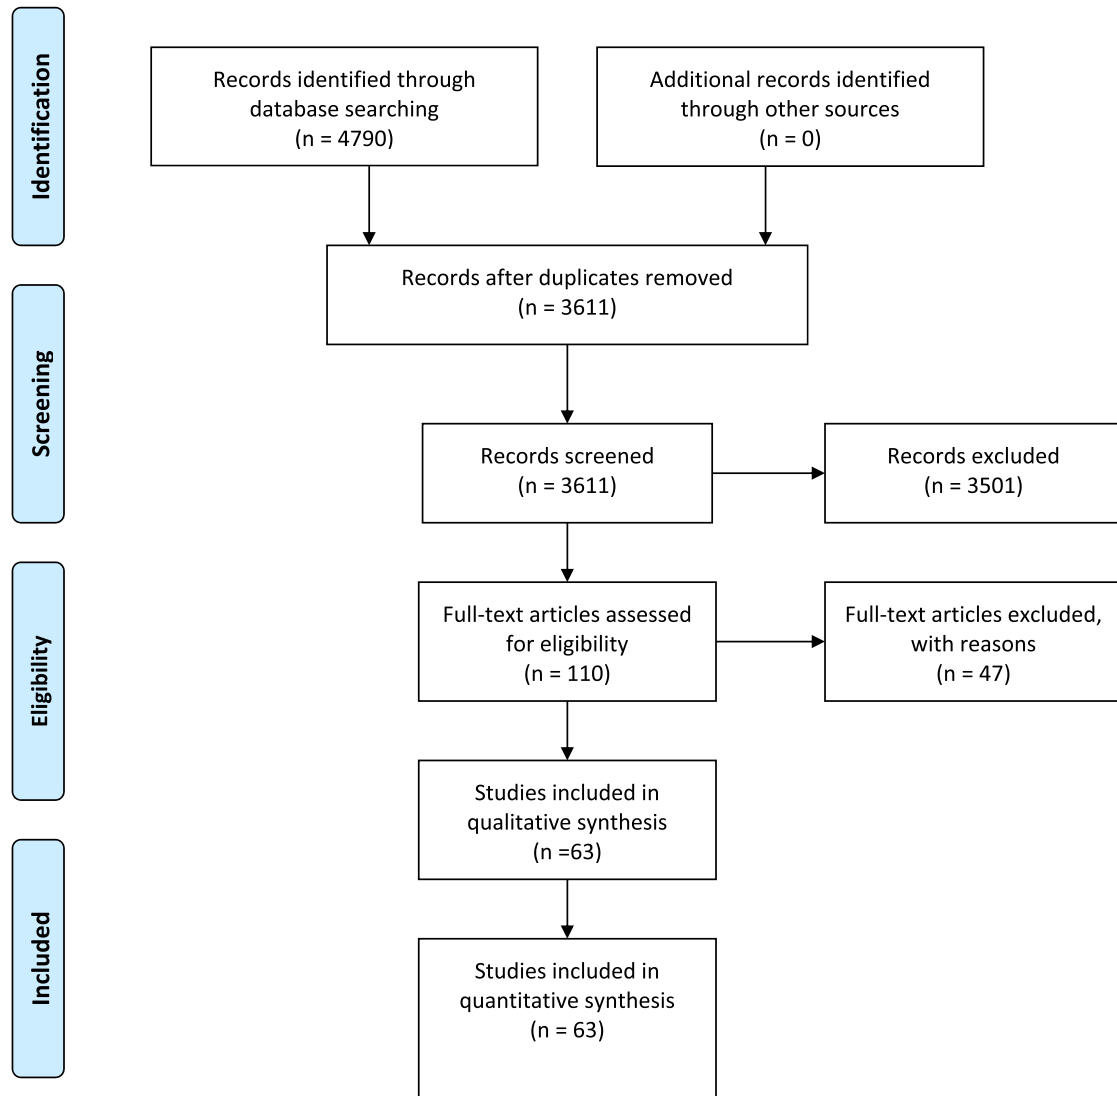 Identification
Records identified through
database searching
(n = 4790)
Additional records identified
through other sources
(n = 0)
Records after duplicates removed
(n = 3611)
Screening
Records screened
(n = 3611)
Records excluded
(n = 3501)
Eligibility
Full-text articles assessed
for eligibility
(n = 110)
Full-text articles excluded,
with reasons
(n = 47)
Studies included in
qualitative synthesis
(n =63)
Included
Studies included in
quantitative synthesis
(n = 63)